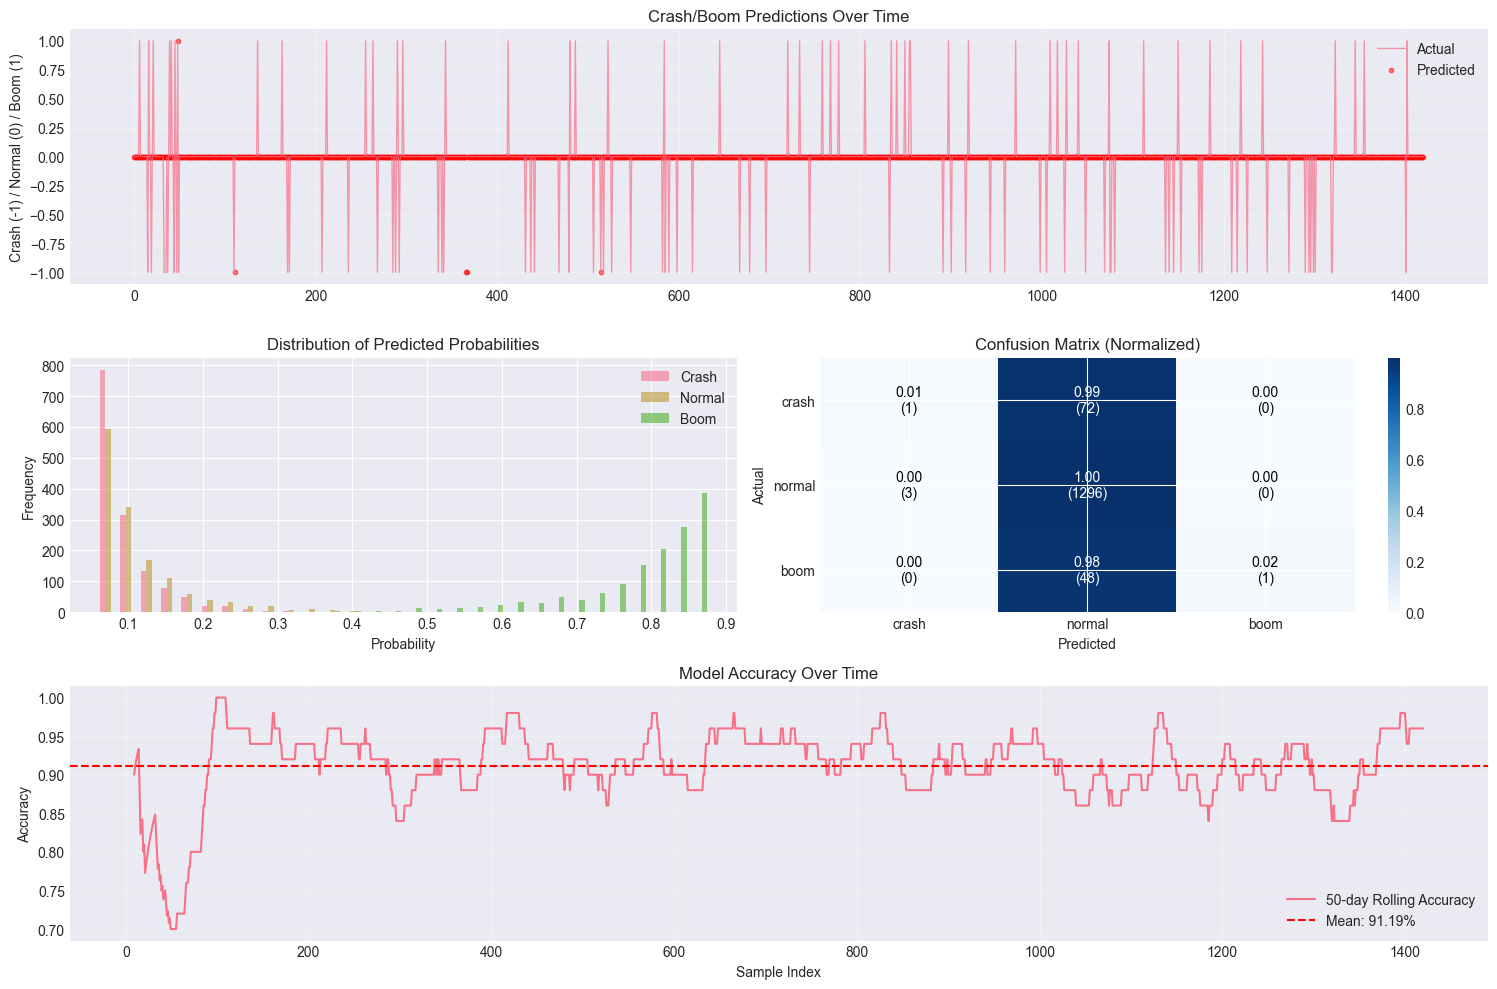 Crash/Boom Predictions Over Time
Crash (-1) / Normal (0) / Boom (1)
1.00
0.75
0.50
0.25
0.00
−0.25
−0.50
−0.75
−1.00
Actual
Predicted
0 200 400 600 800 1000 1200 1400
Distribution of Predicted Probabilities
Frequency
800
700
600
500
400
300
200
100
0
Crash
Normal
Boom
0.1 0.2 0.3 0.4 0.5 0.6 0.7 0.8 0.9
Probability
Confusion Matrix (Normalized)
Actual
crash
normal
boom
0.01 0.99 0.00
(1) (72) (0)
0.00 1.00 0.00
(3) (1296) (0)
0.00 0.98 0.02
(0) (48) (1)
crash normal boom
Predicted
0.8
0.6
0.4
0.2
0.0
Model Accuracy Over Time
Accuracy
1.00
0.95
0.90
0.85
0.80
0.75
0.70
50-day Rolling Accuracy
Mean: 91.19%
0 200 400 600 800 1000 1200 1400
Sample Index